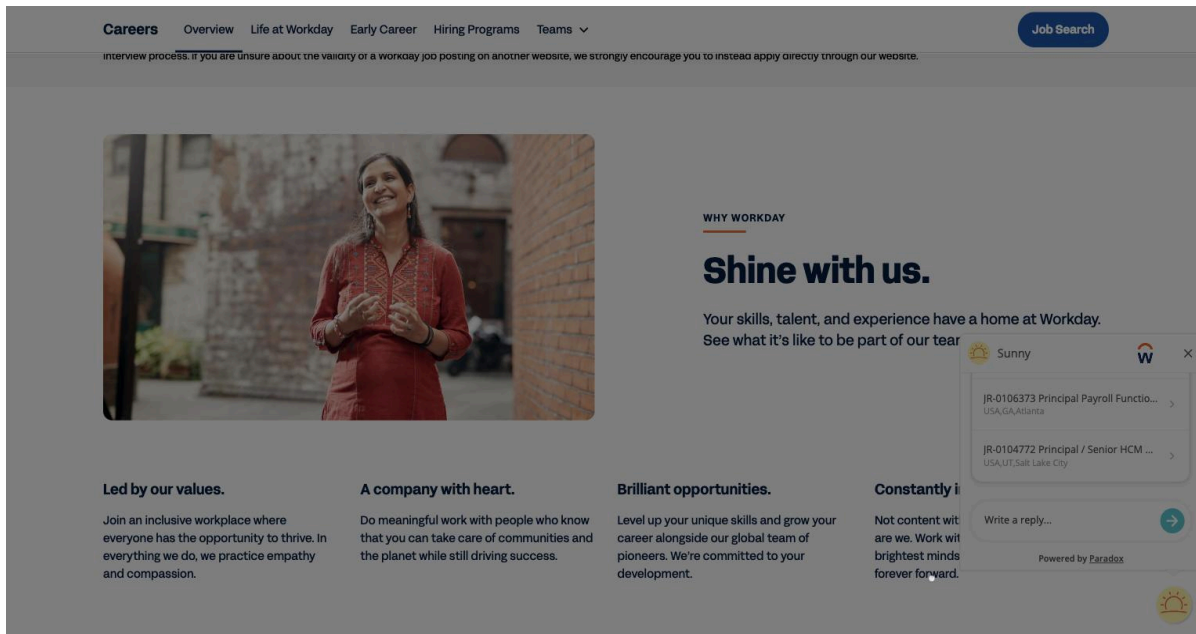 Careers Overview Life at Workday Early Career Hiring Programs Teams Job Search
interview process. If you are unsure about the validity of a Workday job posting on another website, we strongly encourage you to instead apply directly through our website.
WHY WORKDAY
Shine with us.
Your skills, talent, and experience have a home at Workday.
See what it's like to be part of our
Led by our values.
Join an inclusive workplace where
everyone has the opportunity to thrive. In
everything we do, we practice empathy
and compassion.
A company with heart.
Do meaningful work with people who know
that you can take care of communities and
the planet while still driving success.
Brilliant opportunities.
Level up your unique skills and grow your
career alongside our global team of
pioneers. We're committed to your
development.
Constantly
Not content
are we. Work
brightest minds
forever forward.
Sunny
W
JR-0106373 Principal Payroll Functio...
USA,GA,Atlanta
JR-0104772 Principal / Senior HCM ...
USA,UT,Salt Lake City
Write a reply...
Powered by Paradox